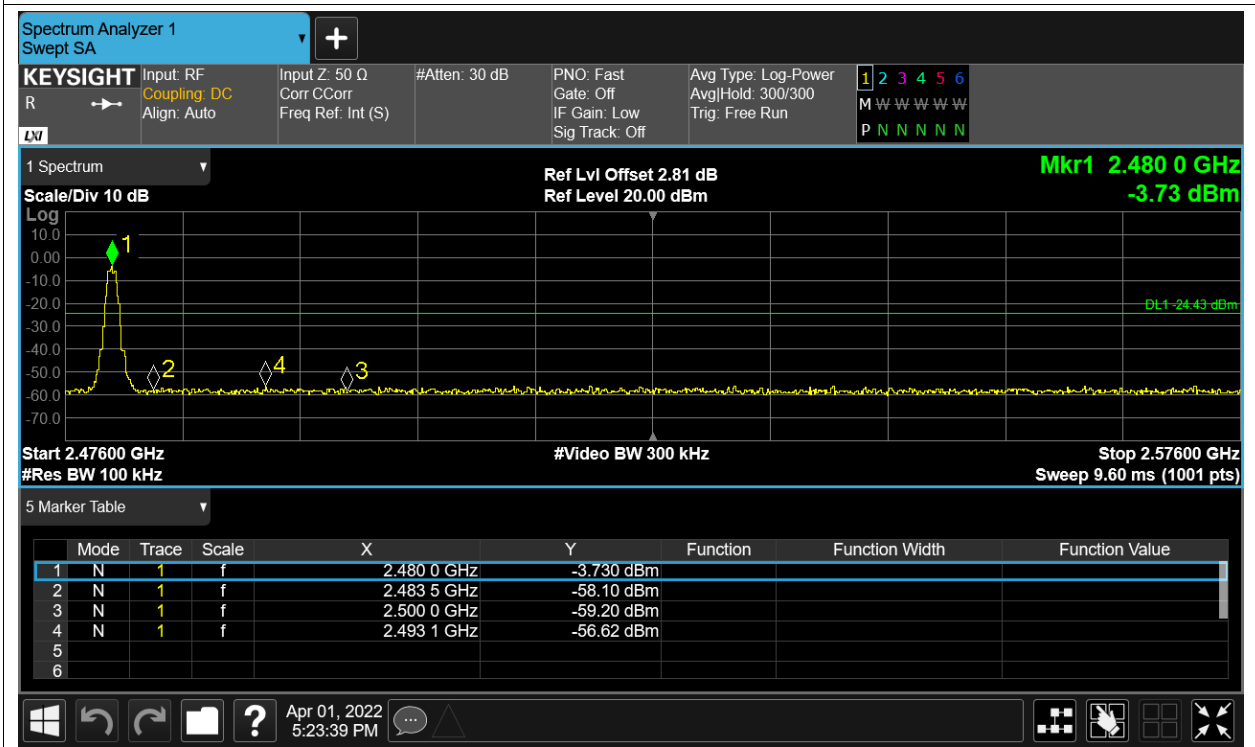 Spectrum Analyzer 1
Swept SA
+
KEYSIGHT Input: RF Input Z: 50 Ω #Atten: 30 dB PNO: Fast Avg Type: Log-Power 1 2 3 4 5 6
R Coupling: DC Corr CCorr Gate: Off Avg|Hold: 300/300 M W W W W W
Align: Auto Freq Ref: Int (S) IF Gain: Low Trig: Free Run
LXI Sig Track: Off P N N N N N
1 Spectrum Ref Lvl Offset 2.81 dB Mkr1 2.480 0 GHz
Scale/Div 10 dB Ref Level 20.00 dBm -3.73 dBm
Log
10.0
1
0.00
-10.0
-20.0
DL1 -24.43 dBm
-30.0
-40.0
-50.0
2 4 3
-60.0
-70.0
Start 2.47600 GHz #Video BW 300 kHz Stop 2.57600 GHz
#Res BW 100 kHz Sweep 9.60 ms (1001 pts)
5 Marker Table
Mode Trace Scale X Y Function Function Width Function Value
1 N 1 f 2.480 0 GHz -3.730 dBm
2 N 1 f 2.483 5 GHz -58.10 dBm
3 N 1 f 2.500 0 GHz -59.20 dBm
4 N 1 f 2.493 1 GHz -56.62 dBm
5
6
? Apr 01, 2022
5:23:39 PM